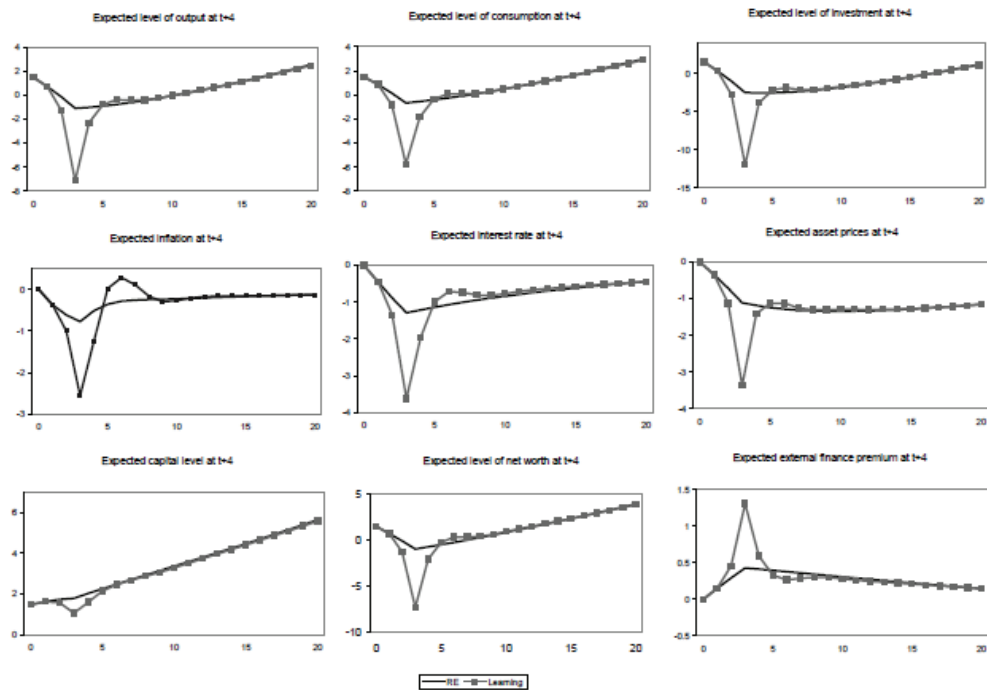 Expected level of output at t+4
4
2
0
-2
-4
-6
-8
0 5 10 15 20
Expected level of consumption at t+4
4
2
0
-2
-4
-6
-8
0 5 10 15 20
Expected level of investment at t+4
0
-5
-10
-15
0 5 10 15 20
Expected inflation at t+4
0
-1
-2
-3
0 5 10 15 20
Expected interest rate at t+4
0
-1
-2
-3
-4
0 5 10 15 20
Expected asset prices at t+4
0
-1
-2
-3
-4
0 5 10 15 20
Expected capital level at t+4
6
4
2
0
0 5 10 15 20
Expected level of net worth at t+4
5
0
-5
-10
0 5 10 15 20
Expected external finance premium at t+4
1.5
1
0.5
0
-0.5
0 5 10 15 20
RE Learning